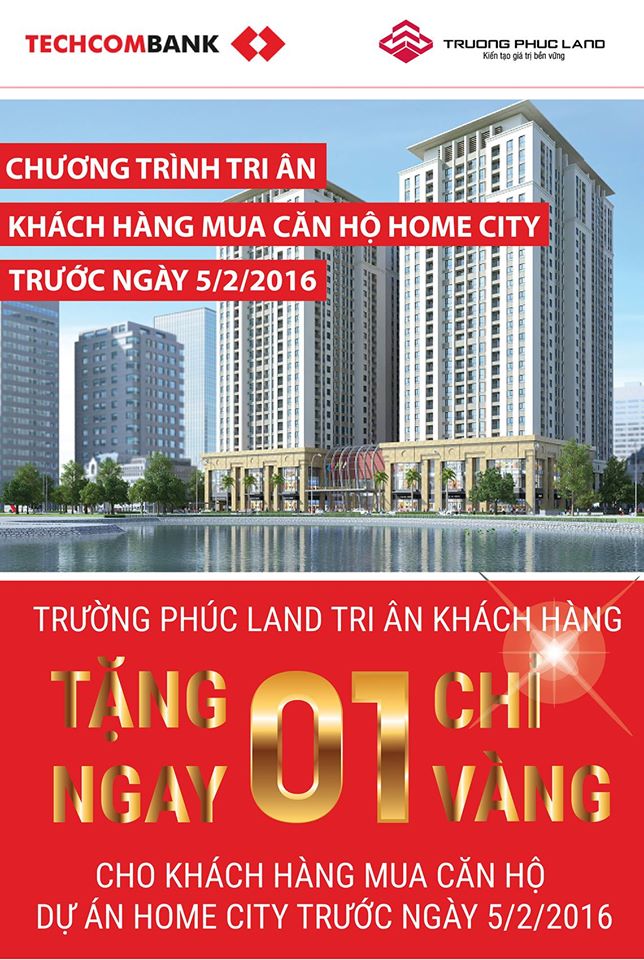 TECHCOMBANK
TRUONG PHUC LAND
Kiến tạo giá trị bền vững
CHƯƠNG TRÌNH TRI ÂN
KHÁCH HÀNG MUA CĂN HỘ HOME CITY
TRƯỚC NGÀY 5/2/2016
TRƯỜNG PHÚC LAND TRI ÂN KHÁCH HÀNG
TẶNG NGAY 01 CHỈ VÀNG
CHO KHÁCH HÀNG MUA CĂN HỘ
DỰ ÁN HOME CITY TRƯỚC NGÀY 5/2/2016